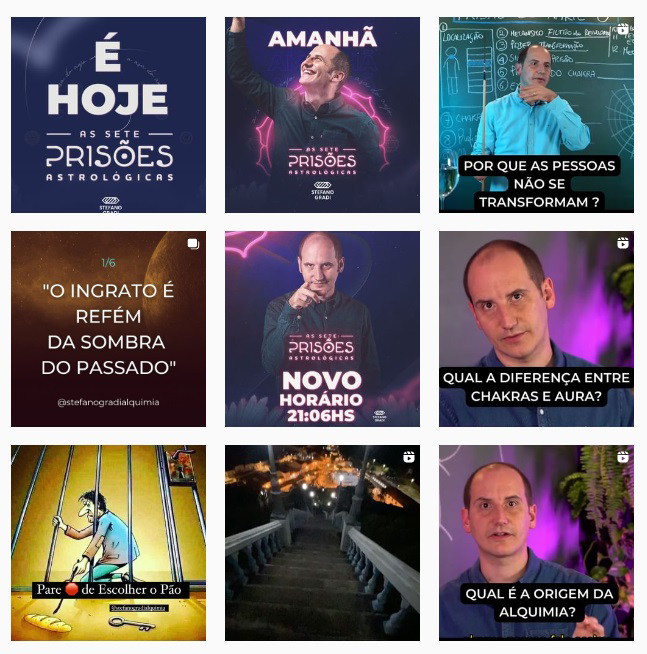 É
HOJE
AS SETE
PRISÕES
ASTROLÓGICAS
STEFANO
GRADI
AMANHÃ
AS SETE
PRISÕES
ASTROLÓGICAS
STEFANO
GRADI
POR QUE AS PESSOAS
NÃO SE
TRANSFORMAM ?
1/6
"O INGRATO É
REFÉM
DA SOMBRA
DO PASSADO"
@stefanogradialquimia
AS SETE
PRISÕES
ASTROLÓGICAS
NOVO
HORÁRIO
21:06HS
QUAL A DIFERENÇA ENTRE
CHAKRAS E AURA?
Pare 🔴 de Escolher o Pão
@stefanogradialquimia
QUAL É A ORIGEM DA
ALQUIMIA?